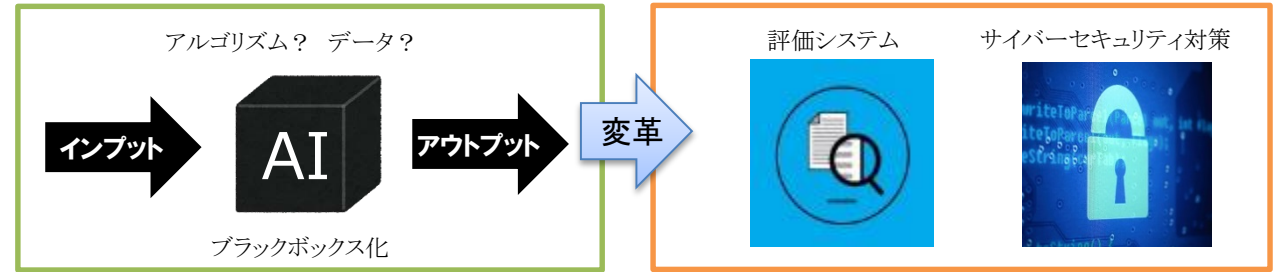 アルゴリズム? データ?
インプット
AI
アウトプット
ブラックボックス化
変革
評価システム
サイバーセキュリティ対策